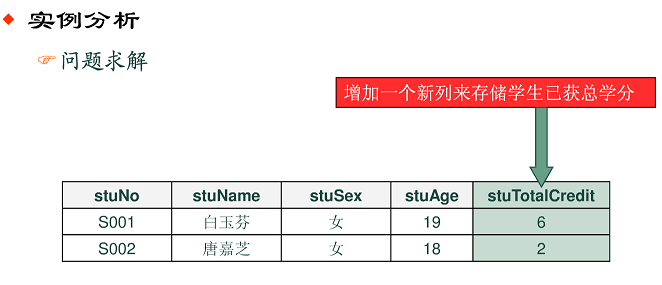 实例分析
问题求解
增加一个新列来存储学生已获总学分
stuNo stuName stuSex stuAge stuTotalCredit
S001 白玉芬 女 19 6
S002 唐嘉芝 女 18 2